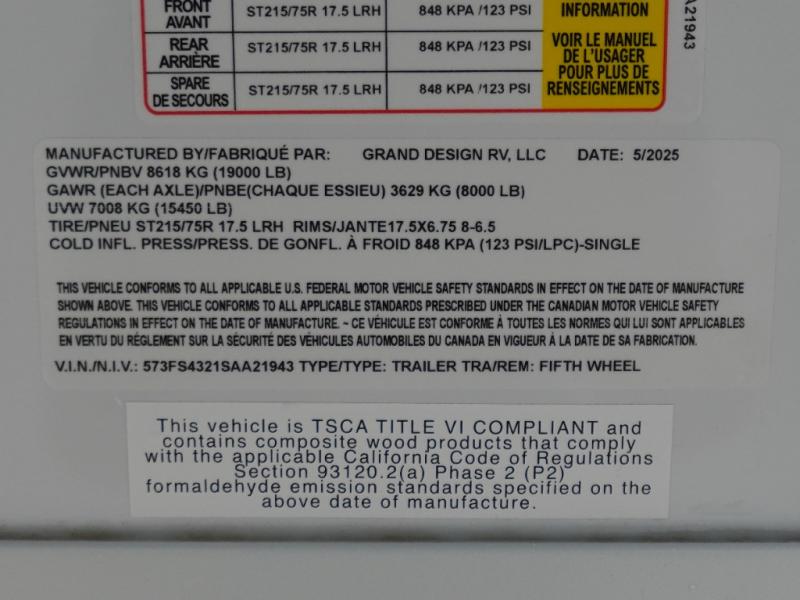 FRONT
AVANT
ST215/75R 17.5 LRH
848 KPA /123 PSI
REAR
ARRIÈRE
ST215/75R 17.5 LRH
848 KPA /123 PSI
SPARE
DE SECOURS
ST215/75R 17.5 LRH
848 KPA /123 PSI
INFORMATION
VOIR LE MANUEL
DE L'USAGER
POUR PLUS DE
RENSEIGNEMENTS
A21943
MANUFACTURED BY/FABRIQUÉ PAR: GRAND DESIGN RV, LLC DATE: 5/2025
GVWR/PNBV 8618 KG (19000 LB)
GAWR (EACH AXLE)/PNBE(CHAQUE ESSIEU) 3629 KG (8000 LB)
UVW 7008 KG (15450 LB)
TIRE/PNEU ST215/75R 17.5 LRH RIMS/JANTE17.5X6.75 8-6.5
COLD INFL. PRESS/PRESS. DE GONFL. À FROID 848 KPA (123 PSI/LPC)-SINGLE
THIS VEHICLE CONFORMS TO ALL APPLICABLE U.S. FEDERAL MOTOR VEHICLE SAFETY STANDARDS IN EFFECT ON THE DATE OF MANUFACTURE
SHOWN ABOVE. THIS VEHICLE CONFORMS TO ALL APPLICABLE STANDARDS PRESCRIBED UNDER THE CANADIAN MOTOR VEHICLE SAFETY
REGULATIONS IN EFFECT ON THE DATE OF MANUFACTURE. ~ CE VÉHICULE EST CONFORME À TOUTES LES NORMES QUI LUI SONT APPLICABLES
EN VERTU DU RÉGLEMENT SUR LA SÉCURITÉ DES VÉHICULES AUTOMOBILES DU CANADA EN VIGUEUR À LA DATE DE SA FABRICATION.
V.I.N./N.I.V.: 573FS4321SAA21943 TYPE/TYPE: TRAILER TRA/REM: FIFTH WHEEL
This vehicle is TSCA TITLE VI COMPLIANT and
contains composite wood products that comply
with the applicable California Code of Regulations
Section 93120.2(a) Phase 2 (P2)
formaldehyde emission standards specified on the
above date of manufacture.